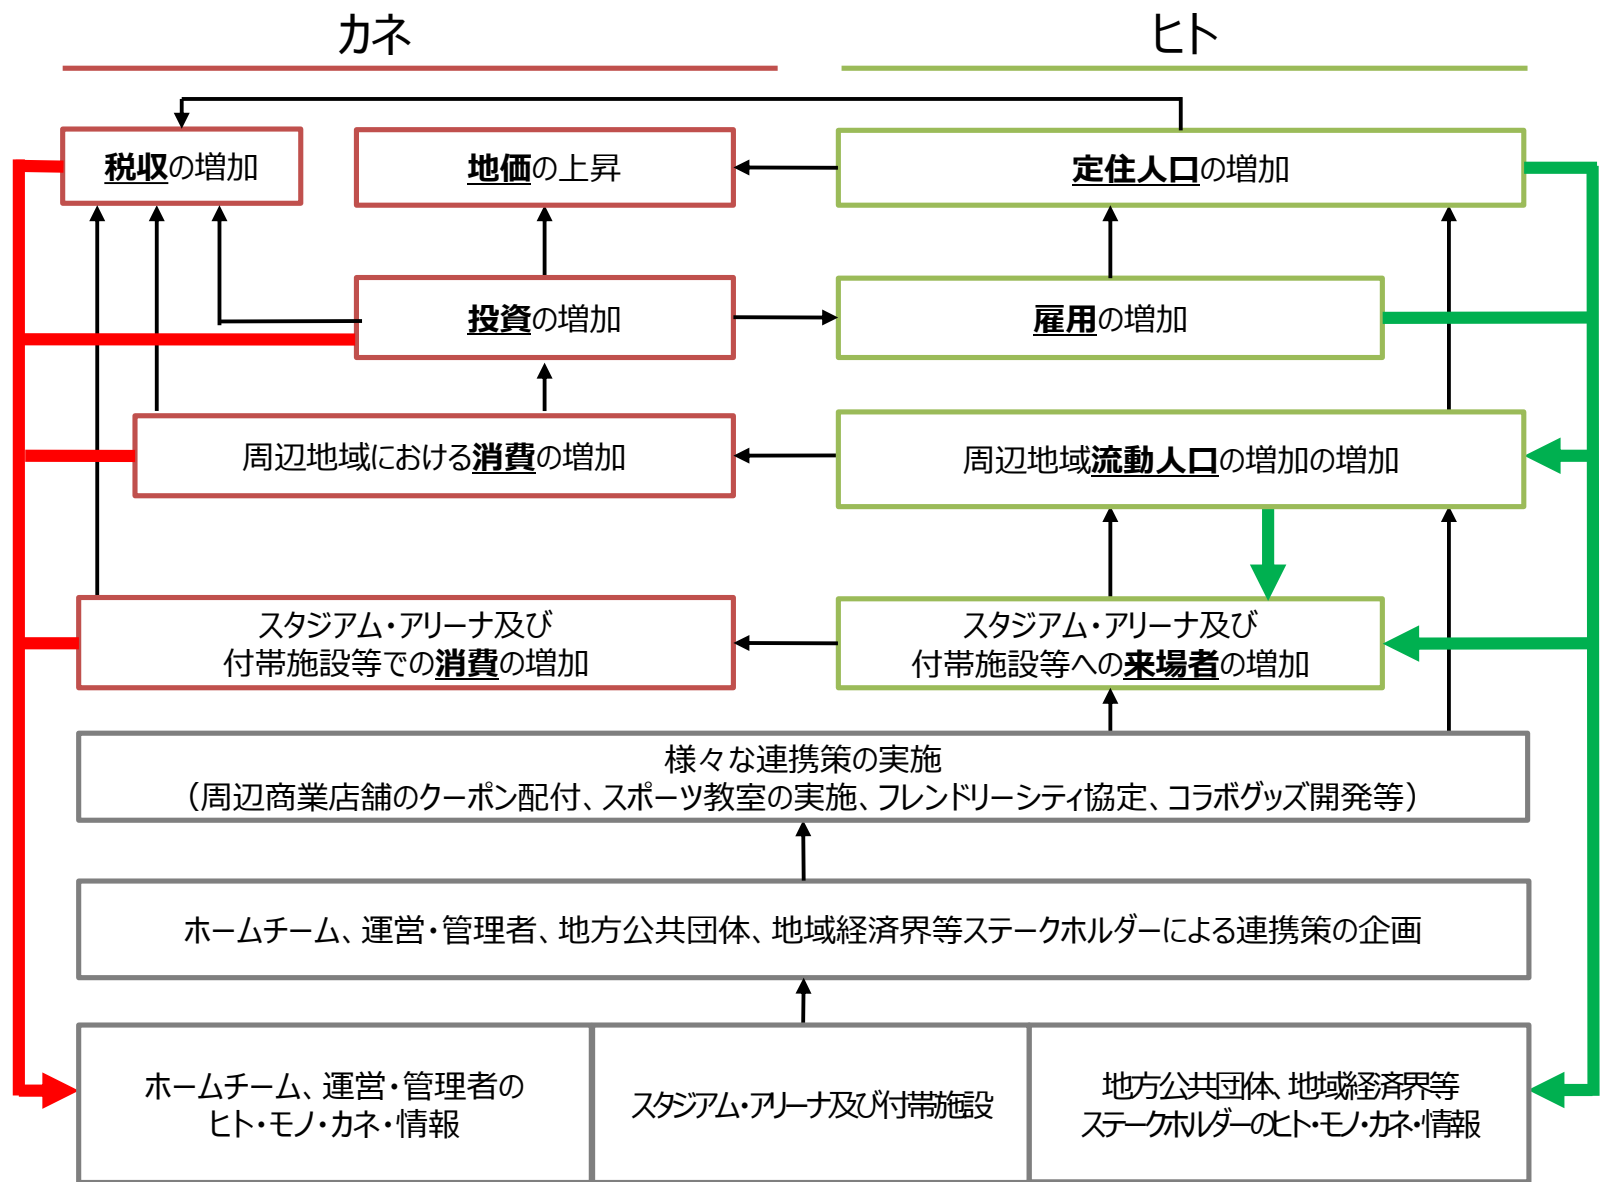 カネ
ヒト
税収の増加
地価の上昇
定住人口の増加
投資の増加
雇用の増加
周辺地域における消費の増加
周辺地域流動人口の増加の増加
スタジアム・アリーナ及び
付帯施設等での消費の増加
スタジアム・アリーナ及び
付帯施設等への来場者の増加
様々な連携策の実施
（周辺商業店舗のクーポン配付、スポーツ教室の実施、フレンドリーシティ協定、コラボグッズ開発等）
ホームチーム、運営・管理者、地方公共団体、地域経済界等ステークホルダーによる連携策の企画
ホームチーム、運営・管理者の
ヒト・モノ・カネ・情報
スタジアム・アリーナ及び付帯施設
地方公共団体、地域経済界等
ステークホルダーのヒト・モノ・カネ・情報